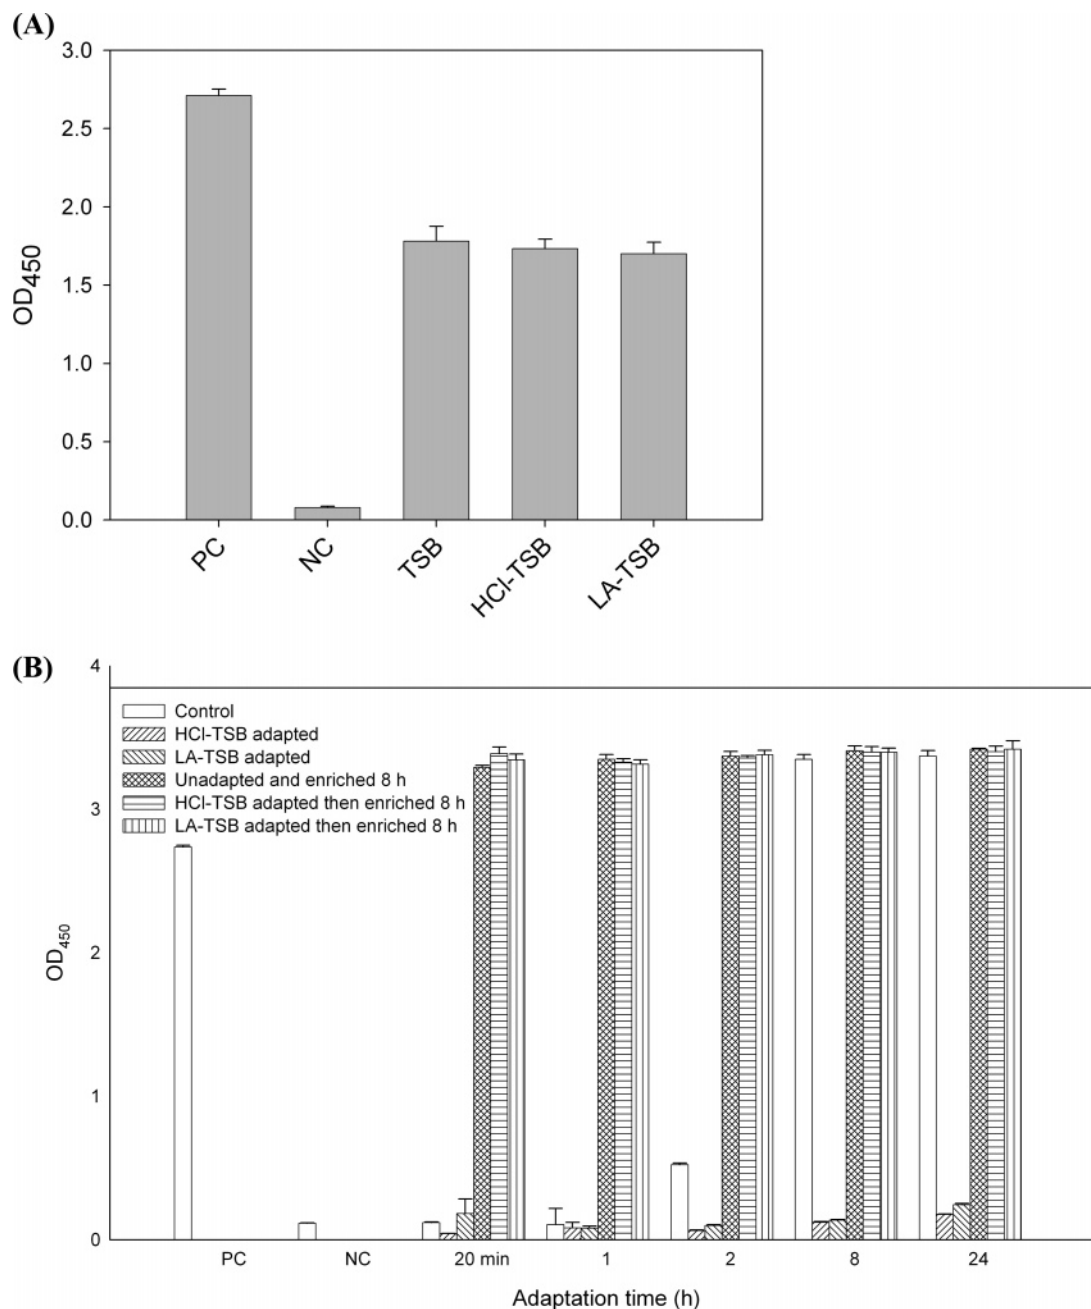 (A)
3.0
2.5
2.0
1.5
1.0
0.5
0.0
OD450
PC
NC
TSB
HCl-TSB
LA-TSB
(B)
4
3
2
1
0
OD450
Control
HCl-TSB adapted
LA-TSB adapted
Unadapted and enriched 8 h
HCl-TSB adapted then enriched 8 h
LA-TSB adapted then enriched 8 h
PC NC 20 min 1 2 8 24
Adaptation time (h)